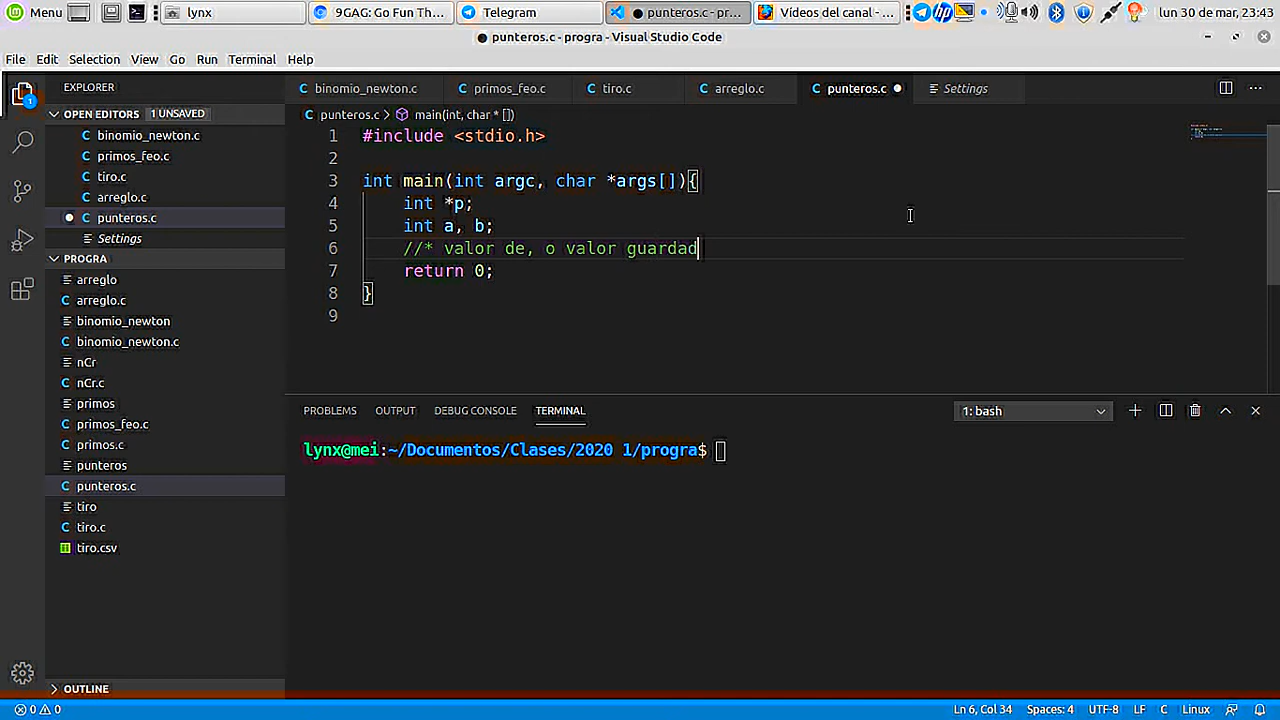 Menu
lynx
9GAG: Go Fun Th...
Telegram
● punteros.c - pr...
Vídeos del canal - ...
lun 30 de mar, 23:43
● punteros.c - progra - Visual Studio Code
File Edit Selection View Go Run Terminal Help
1
EXPLORER
OPEN EDITORS 1 UNSAVED
C binomio_newton.c
C primos_feo.c
C tiro.c
C arreglo.c
● C punteros.c
Settings
PROGRA
arreglo
C arreglo.c
binomio_newton
C binomio_newton.c
nCr
C nCr.c
primos
C primos_feo.c
C primos.c
punteros
C punteros.c
tiro
C tiro.c
tiro.csv
OUTLINE
C binomio_newton.c C primos_feo.c C tiro.c C arreglo.c C punteros.c ● Settings
C punteros.c > main(int, char * [])
1 #include <stdio.h>
2
3 int main(int argc, char *args[]){
4 int *p;
5 int a, b;
6 //* valor de, o valor guardad
7 return 0;
8 }
9
PROBLEMS OUTPUT DEBUG CONSOLE TERMINAL 1: bash
lynx@mei:~/Documentos/Clases/2020 1/progra$
0 0 Ln 6, Col 34 Spaces: 4 UTF-8 LF C Linux